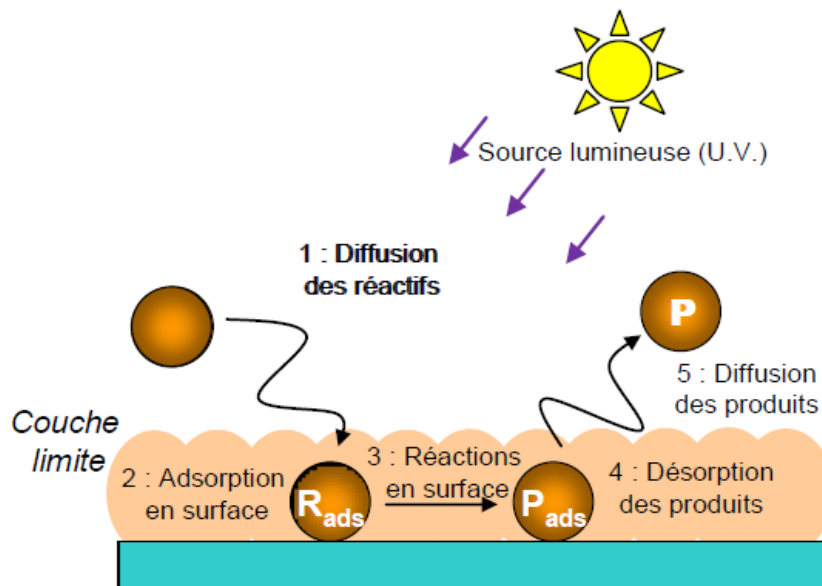 Source lumineuse (U.V.)
1 : Diffusion
des réactifs
P
5 : Diffusion
des produits
Couche
limite
2 : Adsorption
en surface
Rads
3 : Réactions
en surface
Pads
4 : Désorption
des produits